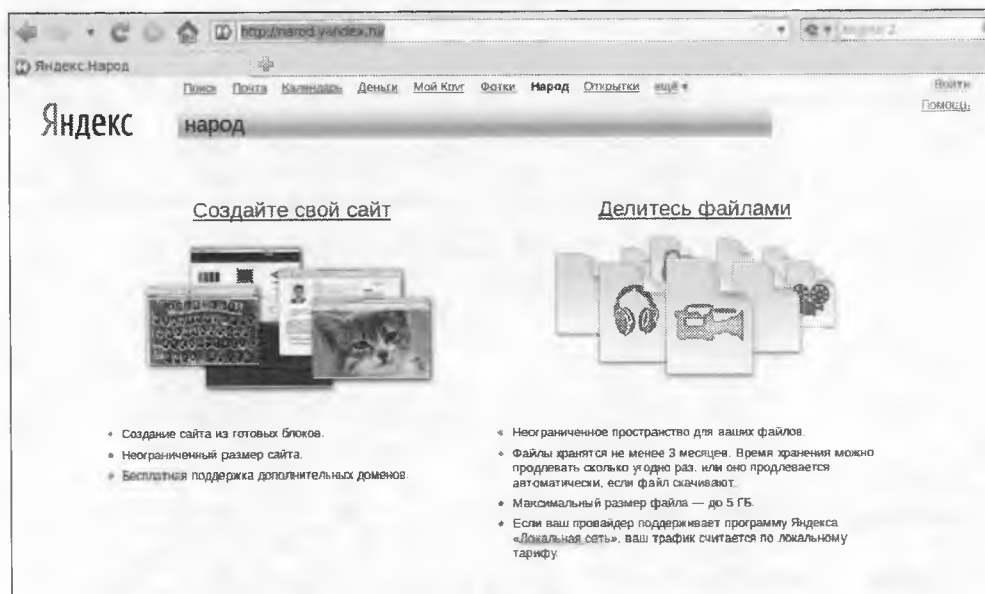 http://narod.yandex.ru/
Яндекс.Народ
Поиск Почта Календарь Деньги Мой Круг Фотки Народ Открытки ещё
Войти
Помощь
Яндекс
народ
Создайте свой сайт
Делитесь файлами
Создание сайта из готовых блоков.
Неограниченный размер сайта.
Бесплатная поддержка дополнительных доменов.
Неограниченное пространство для ваших файлов.
Файлы хранятся не менее 3 месяцев. Время хранения можно
продлевать сколько угодно раз, или оно продлевается
автоматически, если файл скачивают.
Максимальный размер файла — до 5 ГБ.
Если ваш провайдер поддерживает программу Яндекса
«Локальная сеть», ваш трафик считается по локальному
тарифу.